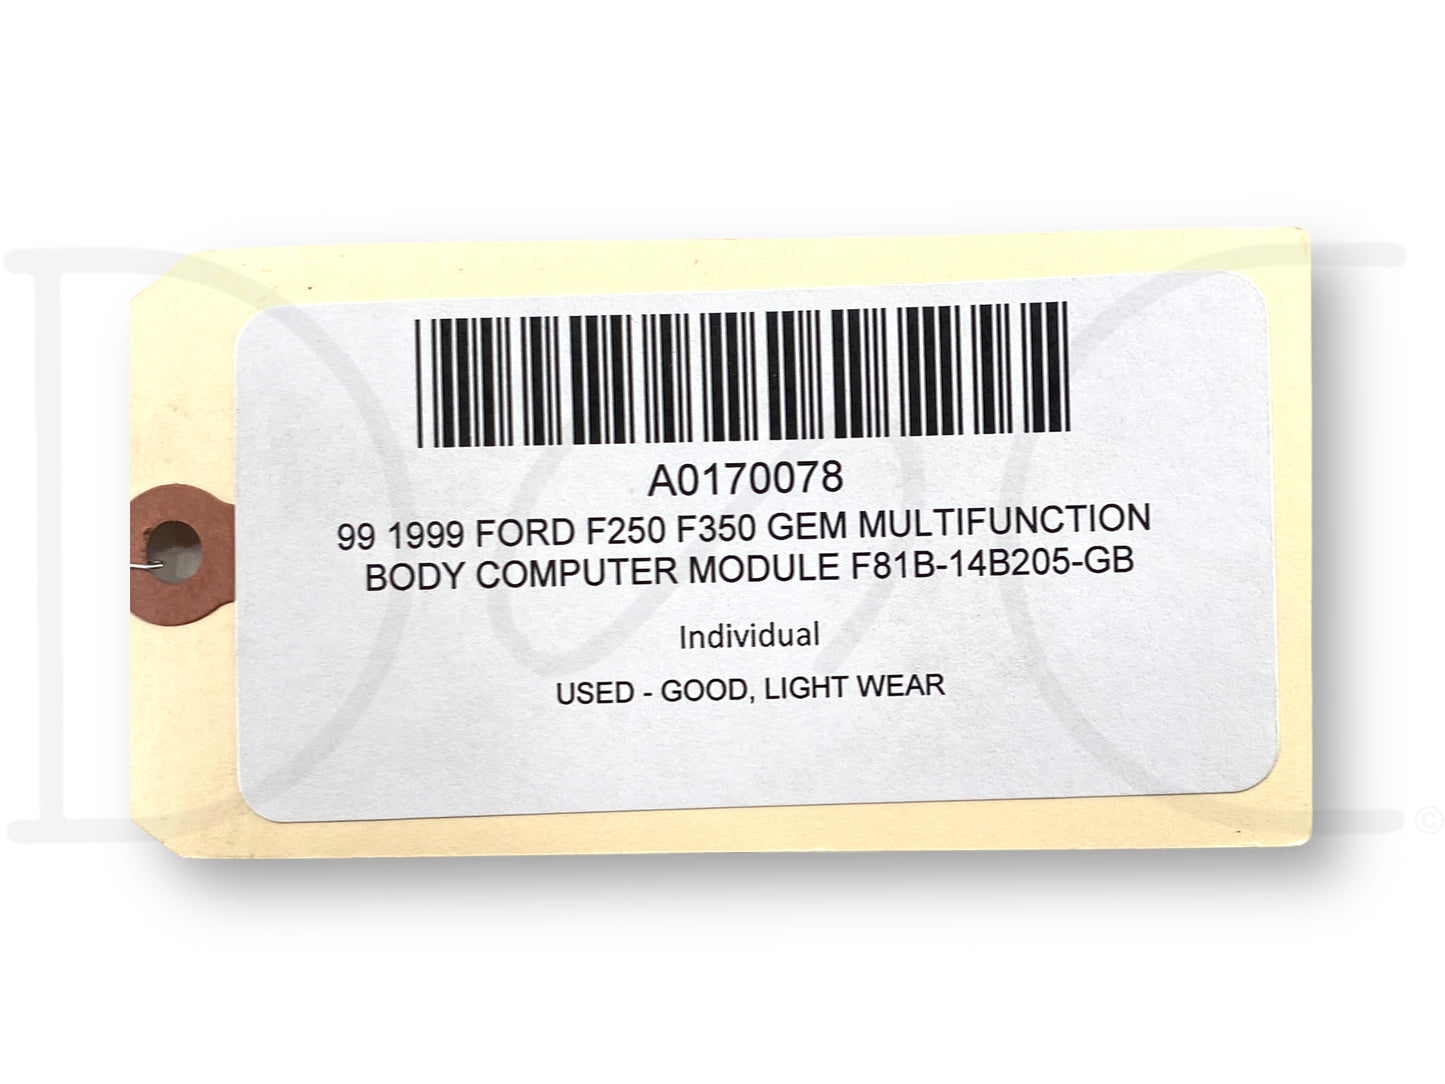 A0170078
99 1999 FORD F250 F350 GEM MULTIFUNCTION
BODY COMPUTER MODULE F81B-14B205-GB
Individual
USED - GOOD, LIGHT WEAR
©